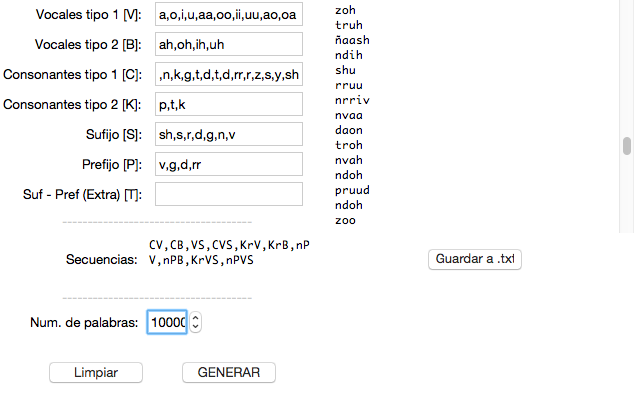 Vocales tipo 1 [V]: a,o,i,u,aa,oo,ii,uu,ao,oa
Vocales tipo 2 [B]: ah,oh,ih,uh
Consonantes tipo 1 [C]: ,n,k,g,t,d,t,d,rr,r,z,s,y,sh
Consonantes tipo 2 [K]: p,t,k
Sufijo [S]: sh,s,r,d,g,n,v
Prefijo [P]: v,g,d,rr
Suf - Pref (Extra) [T]:
Secuencias: CV,CB,VS,CVS,KrV,KrB,nP
V,nPB,KrVS,nPVS
Num. de palabras: 10000
Limpiar
GENERAR
zoh
truh
ñaash
ndih
shu
rruu
nrriv
nvaa
daon
troh
nvah
ndoh
pruud
ndoh
zoo
Guardar a .txt